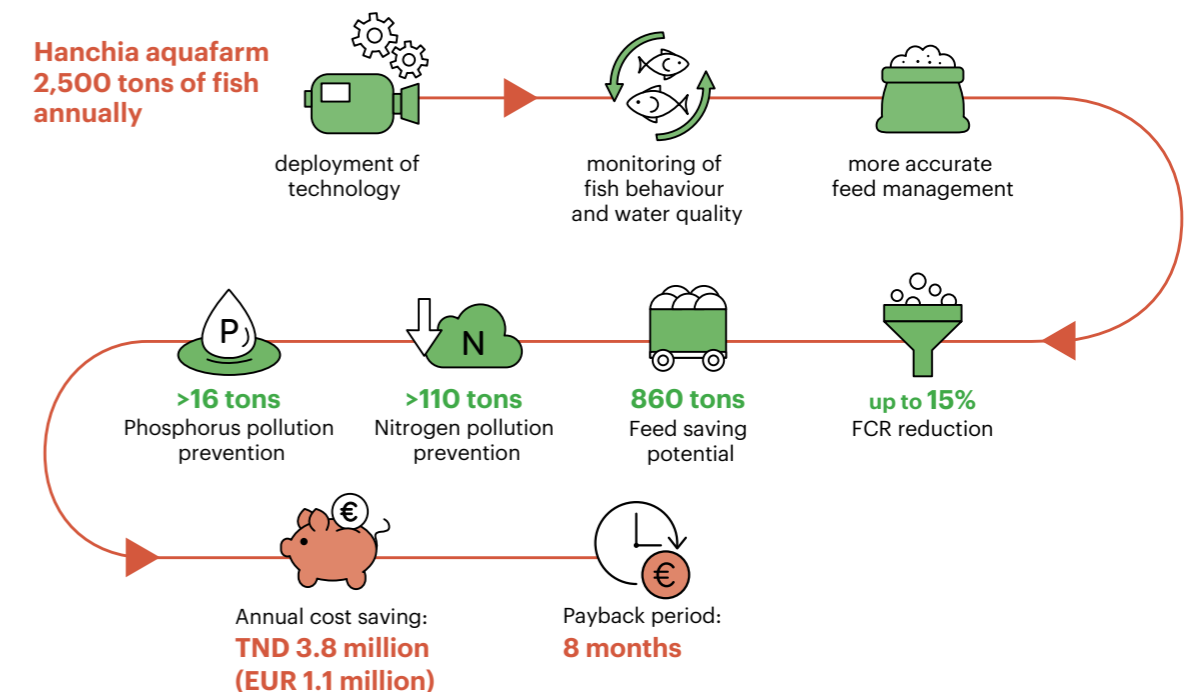 Hanchia aquafarm
2,500 tons of fish
annually
deployment of
technology
monitoring of
fish behaviour
and water quality
more accurate
feed management
P
>16 tons
Phosphorus pollution
prevention
N
>110 tons
Nitrogen pollution
prevention
860 tons
Feed saving
potential
up to 15%
FCR reduction
€
Annual cost saving:
TND 3.8 million
(EUR 1.1 million)
€
Payback period:
8 months